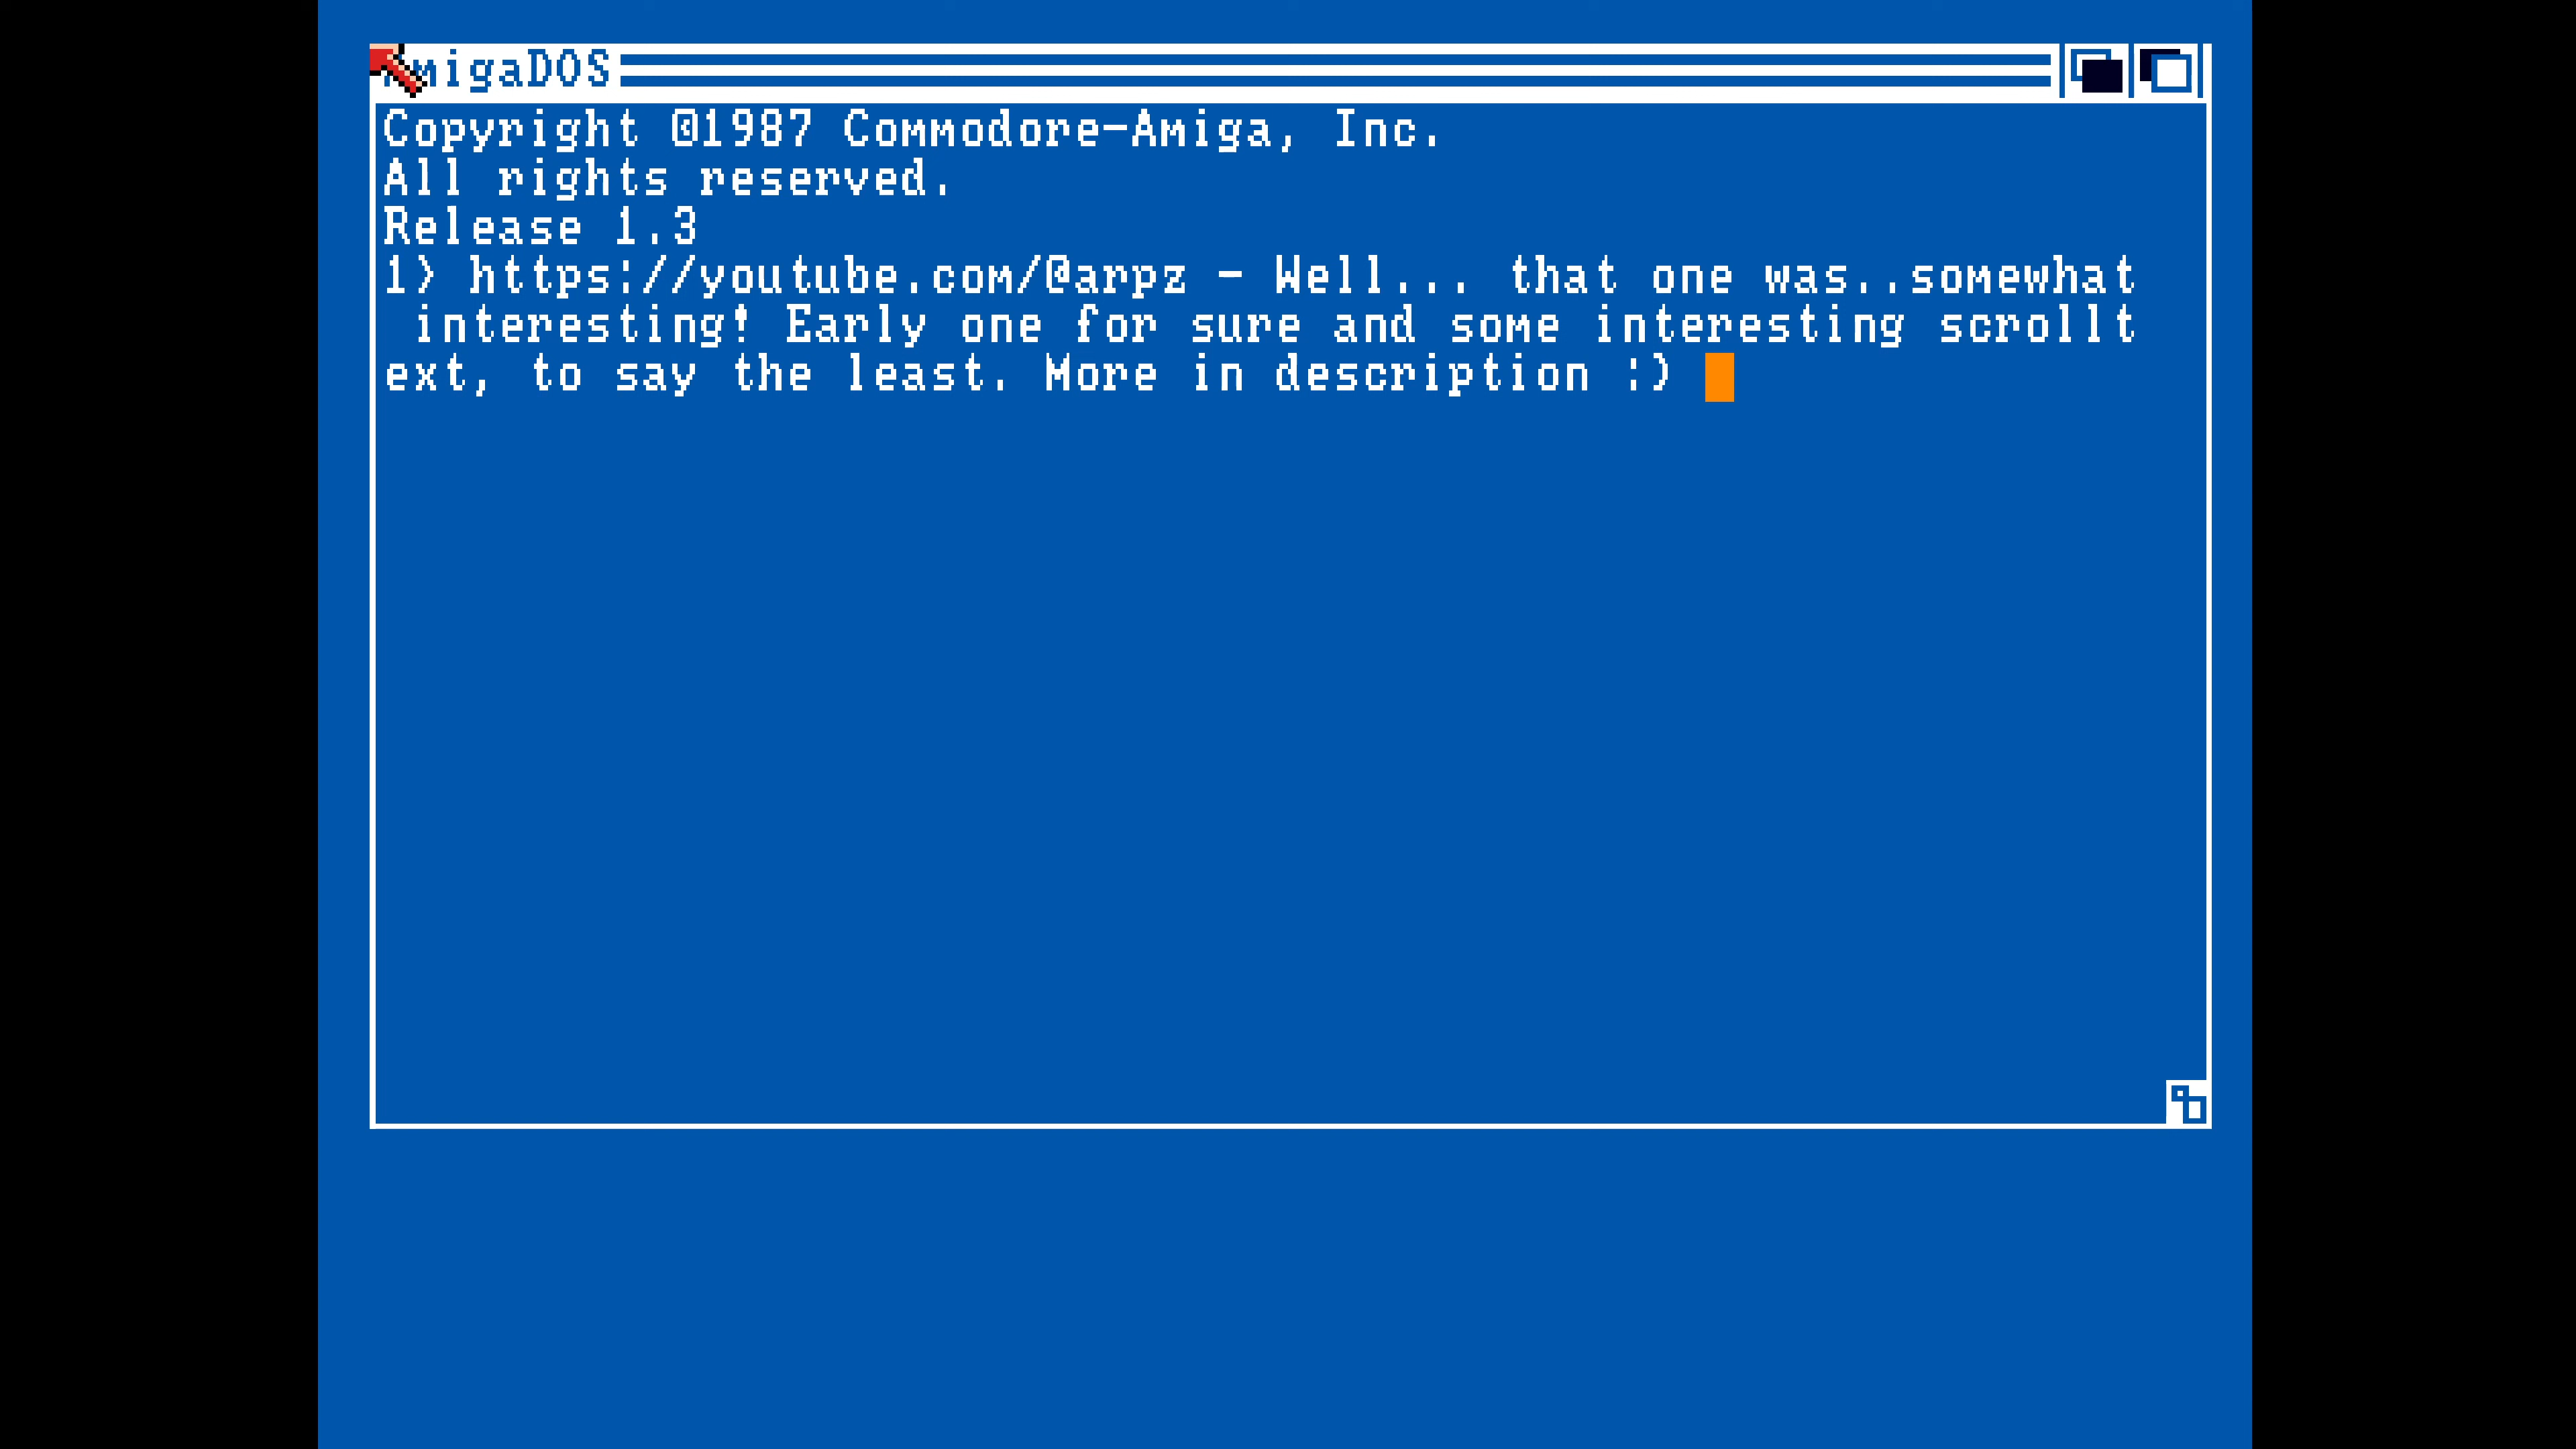 AmigaDOS
Copyright ©1987 Commodore-Amiga, Inc.
All rights reserved.
Release 1.3
1> https://youtube.com/@arpz - Well... that one was..somewhat
interesting! Early one for sure and some interesting scrollt
ext, to say the least. More in description :)